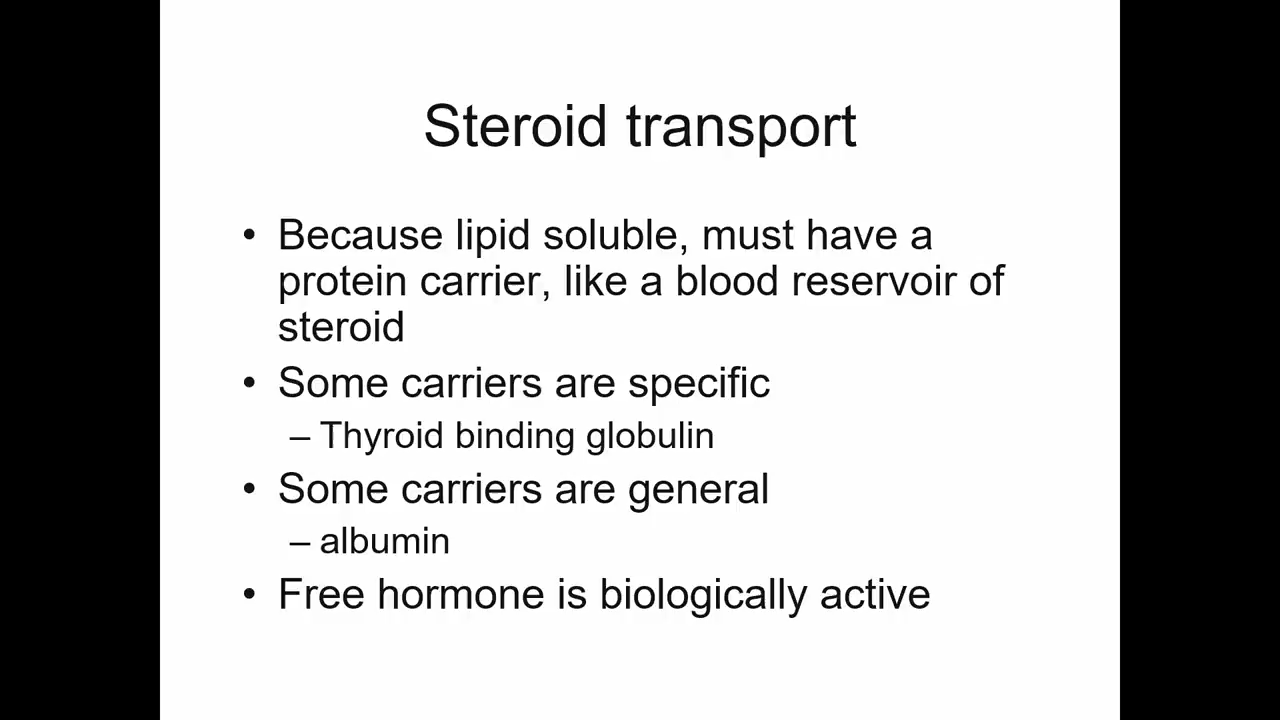 Steroid transport
• Because lipid soluble, must have a
protein carrier, like a blood reservoir of
steroid
• Some carriers are specific
– Thyroid binding globulin
• Some carriers are general
– albumin
• Free hormone is biologically active